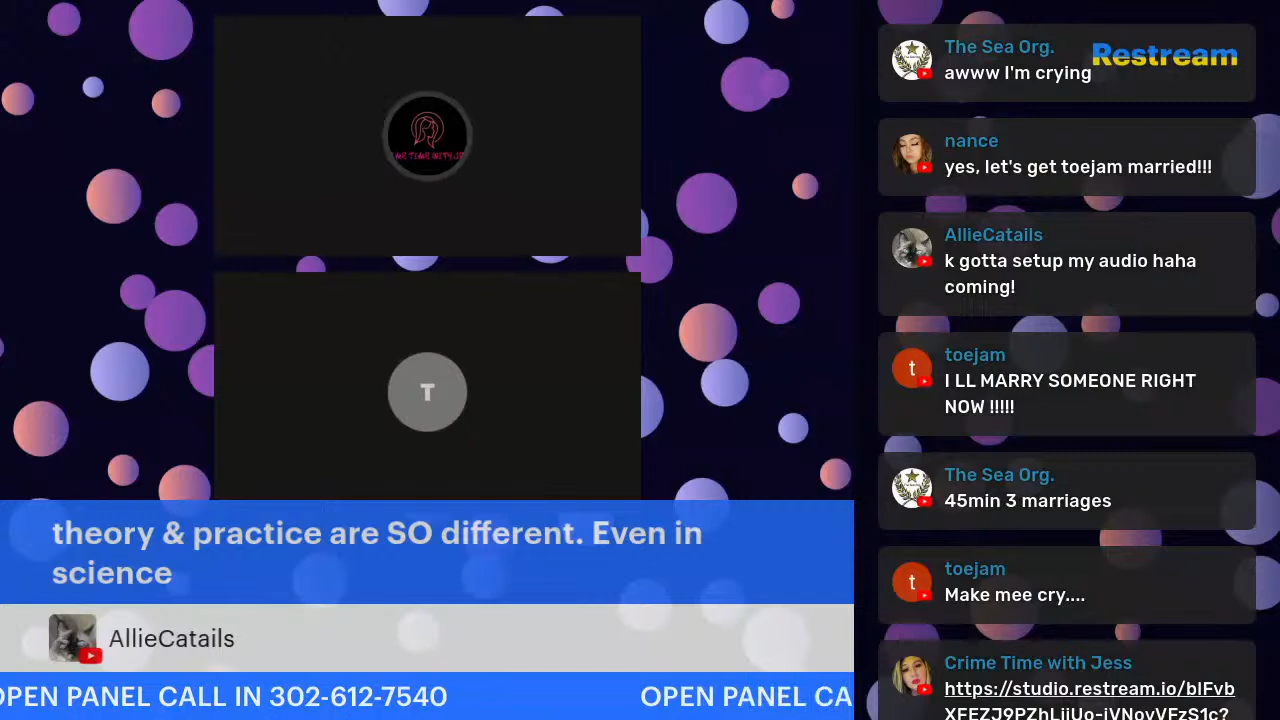 The Sea Org.
Restream
awww I'm crying
nance
yes, let's get toejam married!!!
AllieCatails
k gotta setup my audio haha
coming!
toejam
I LL MARRY SOMEONE RIGHT
NOW !!!!!
The Sea Org.
45min 3 marriages
toejam
Make mee cry....
Crime Time with Jess
https://studio.restream.io/bIFvb
t
t
T
theory & practice are SO different. Even in
science
AllieCatails
OPEN PANEL CALL IN 302-612-7540
OPEN PANEL CA